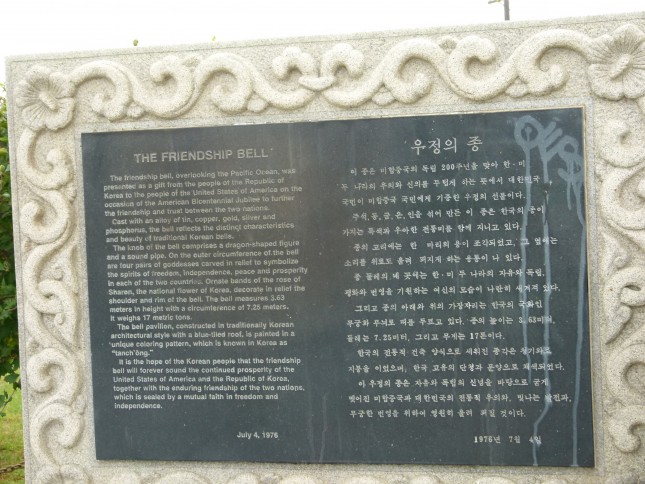 THE FRIENDSHIP BELL
The friendship bell, overlooking the Pacific Ocean, was
presented as a gift from the people of the Republic of
Korea to the people of the United States of America on the
occasion of the American Bicentennial Jubilee to further
the friendship and trust between the two nations.
Cast with an alloy of tin, copper, gold, silver and
phosphorus, the bell reflects the distinct characteristics
and beauty of traditional Korean bells.
The knob of the bell comprises a dragon-shaped figure
and a sound pipe. On the outer circumference of the bell
are four pairs of goddesses carved in relief to symbolize
the spirits of freedom, independence, peace and prosperity
in each of the two countries. Ornate bands of the rose of
Sharon, the national flower of Korea, decorate in relief the
shoulder and rim of the bell. The bell measures 3.63
meters in height with a circumference of 7.25 meters.
It weighs 17 metric tons.
The bell pavilion, constructed in traditionally Korean
architectural style with a blue-tiled roof, is painted in a
unique coloring pattern, which is known in Korea as
"tanch'ŏng."
It is the hope of the Korean people that the friendship
bell will forever sound the continued prosperity of the
United States of America and the Republic of Korea,
together with the enduring friendship of the two nations,
which is sealed by a mutual faith in freedom and
independence.
July 4, 1976
우정의 종
이 종은 미합중국의 독립 200주년을 맞아 한·미
두 나라의 우의와 신의를 두텁게 하는 뜻에서 대한민국
국민이 미합중국 국민에게 기증한 우정의 선물이다.
주석, 동, 금, 은, 인을 섞어 만든 이 종은 한국의 종이
가지는 특색과 우아한 전통미를 함께 지니고 있다.
종의 고리에는 한 마리의 용이 조각되었고, 그 옆에는
소리를 위로도 울려 퍼지게 하는 음통이 나 있다.
종 둘레의 네 곳에는 한·미 두 나라의 자유와 독립,
평화와 번영을 기원하는 여신의 모습이 나란히 새겨져 있다.
그리고 종의 아래와 위의 가장자리는 한국의 국화인
무궁화 무늬로 띠를 두르고 있다. 종의 높이는 3.63미터,
둘레는 7.25미터, 그리고 무게는 17톤이다.
한국의 전통적 건축 양식으로 세워진 종각은 청기와로
지붕을 이었으며, 한국 고유의 단청과 문양으로 채색되었다.
이 우정의 종은 자유와 독립의 신념을 바탕으로 굳게
맺어진 미합중국과 대한민국의 전통적 우의와, 빛나는 발전과,
무궁한 번영을 위하여 영원히 울려 퍼질 것이다.
1976년 7월 4일